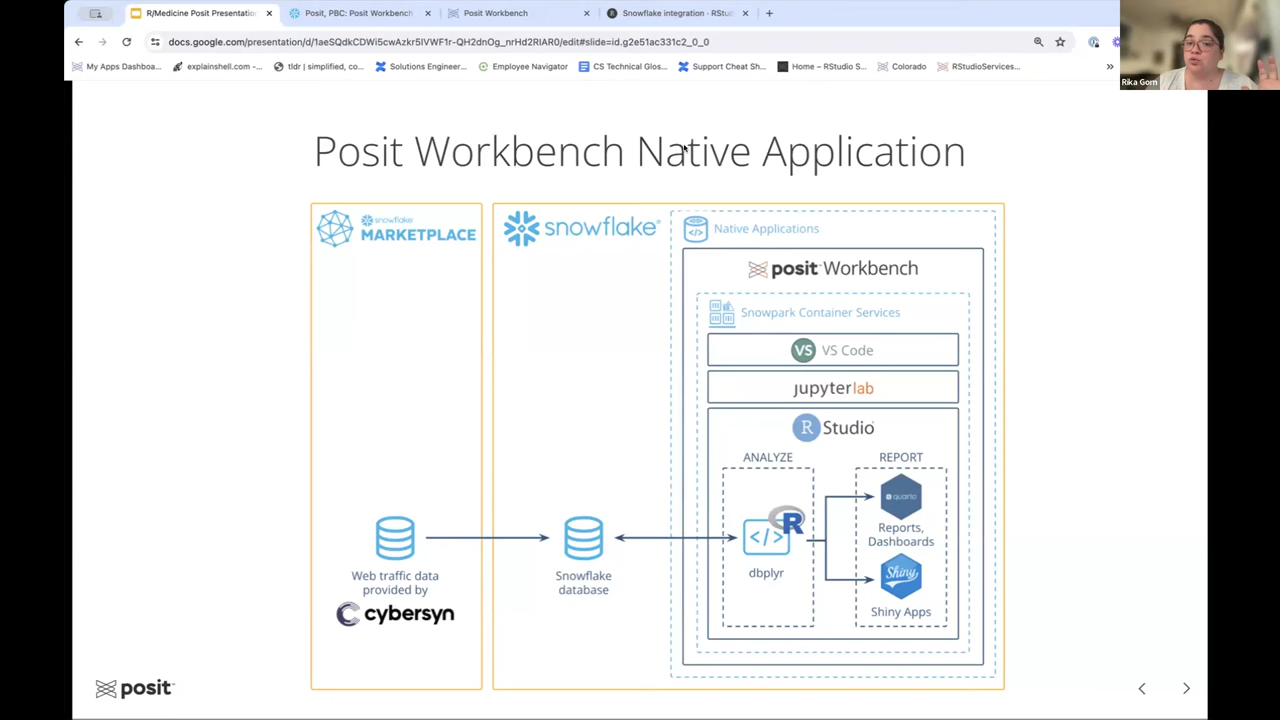 R/Medicine Posit Presentation
Posit, PBC: Posit Workbench
Posit Workbench
Snowflake integration - RStu
docs.google.com/presentation/d/1aeSQdkCDWi5cwAzkr5IVWF1r-QH2dnOg_nrHd2RIAR0/edit#slide=id.g2e51ac331c2_0_0
My Apps Dashboa...
explainshell.com -...
tldr | simplified, co...
Solutions Engineer...
Employee Navigator
CS Technical Glos...
Support Cheat Sh...
Home – RStudio S...
Colorado
RStudioServices...
»
Rika Gorn
Posit Workbench Native Application
snowflake
MARKETPLACE
snowflake®
Native Applications
posit Workbench
Snowpark Container Services
VS VS Code
jupyterlab
R Studio
ANALYZE
REPORT
quarto
R
</>
Reports,
Dashboards
dbplyr
Shiny
Shiny Apps
Web traffic data
provided by
cybersyn
Snowflake
database
posit